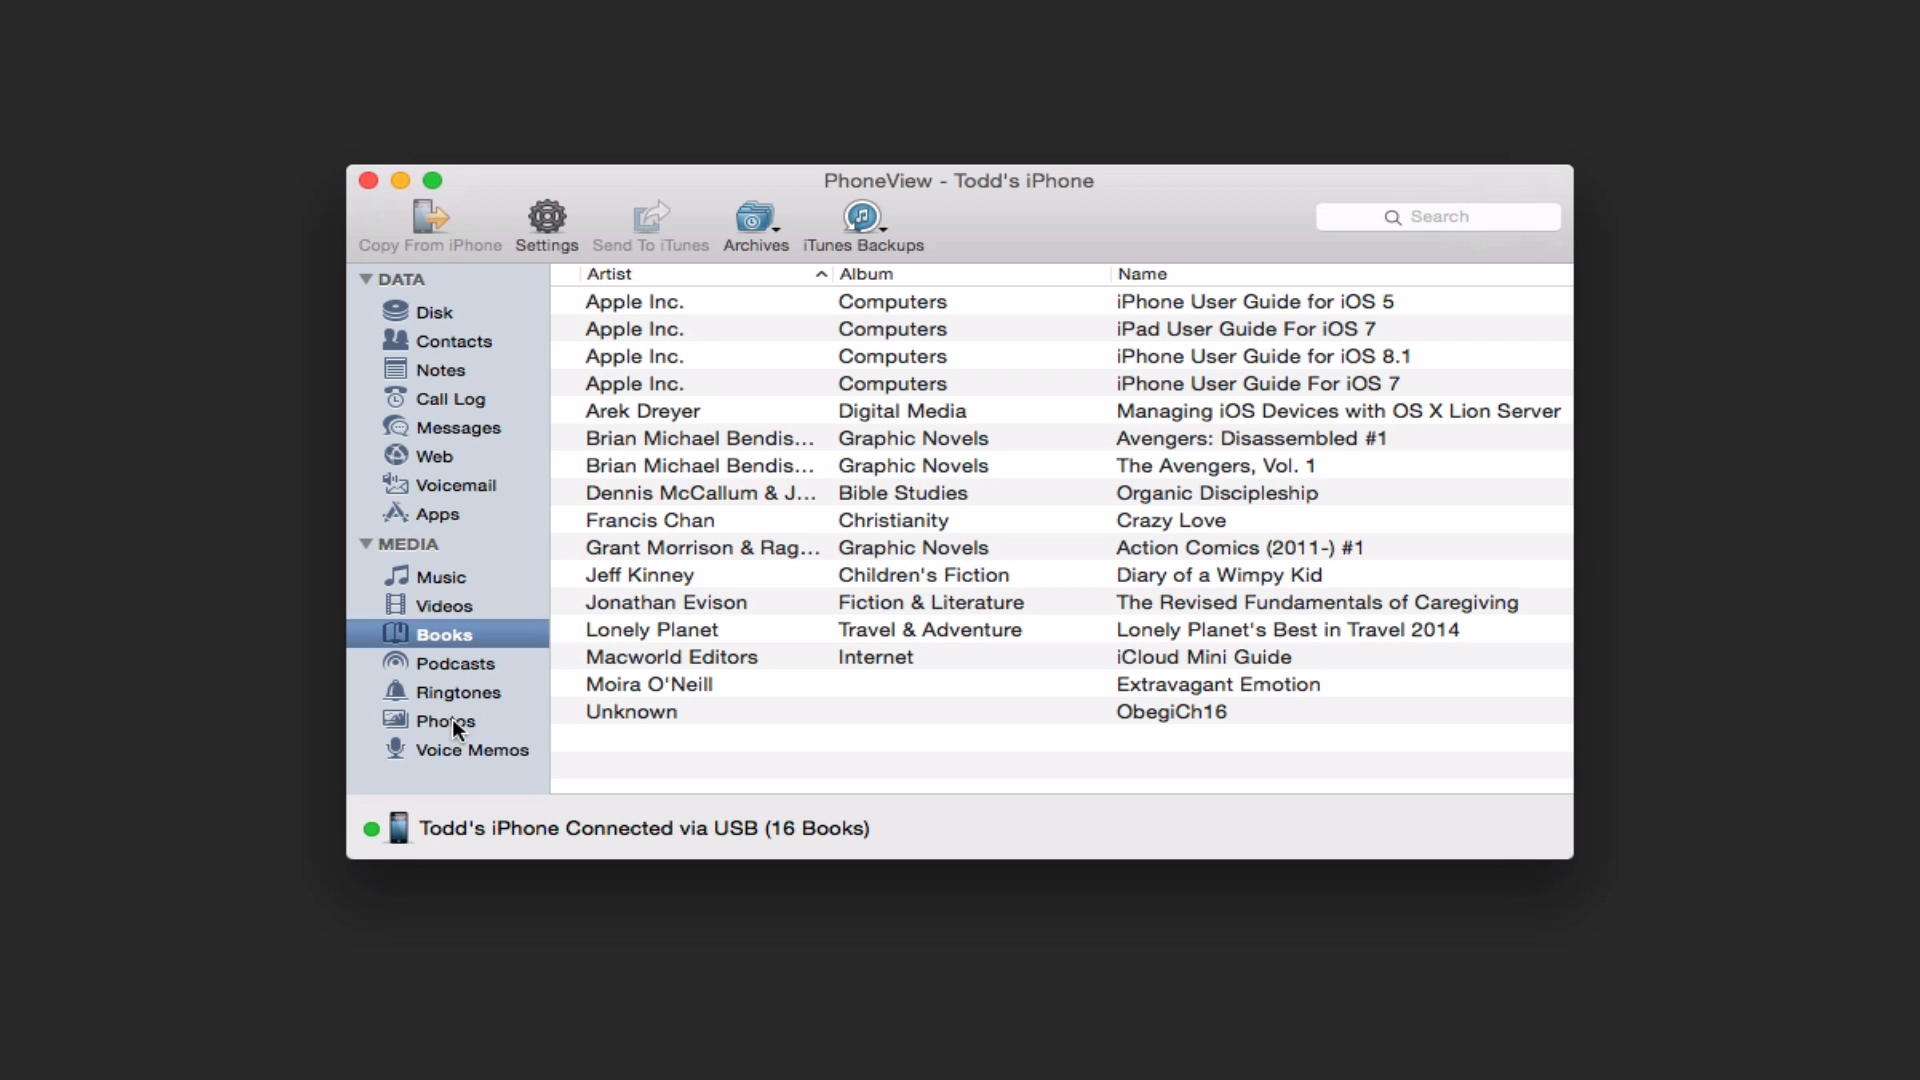 PhoneView - Todd's iPhone
Copy From iPhone Settings Send To iTunes Archives iTunes Backups Search
DATA
Disk
Contacts
Notes
Call Log
Messages
Web
Voicemail
Apps
MEDIA
Music
Videos
Books
Podcasts
Ringtones
Photos
Voice Memos
Artist Album Name
Apple Inc. Computers iPhone User Guide for iOS 5
Apple Inc. Computers iPad User Guide For iOS 7
Apple Inc. Computers iPhone User Guide for iOS 8.1
Apple Inc. Computers iPhone User Guide For iOS 7
Arek Dreyer Digital Media Managing iOS Devices with OS X Lion Server
Brian Michael Bendis... Graphic Novels Avengers: Disassembled #1
Brian Michael Bendis... Graphic Novels The Avengers, Vol. 1
Dennis McCallum & J... Bible Studies Organic Discipleship
Francis Chan Christianity Crazy Love
Grant Morrison & Rag... Graphic Novels Action Comics (2011-) #1
Jeff Kinney Children's Fiction Diary of a Wimpy Kid
Jonathan Evison Fiction & Literature The Revised Fundamentals of Caregiving
Lonely Planet Travel & Adventure Lonely Planet's Best in Travel 2014
Macworld Editors Internet iCloud Mini Guide
Moira O'Neill Extravagant Emotion
Unknown ObegiCh16
Todd's iPhone Connected via USB (16 Books)